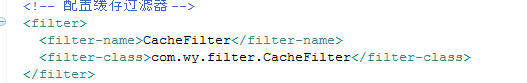 <!-- 配置缓存过滤器 -->
<filter>
<filter-name>CacheFilter</filter-name>
<filter-class>com.wy.filter.CacheFilter</filter-class>
</filter>